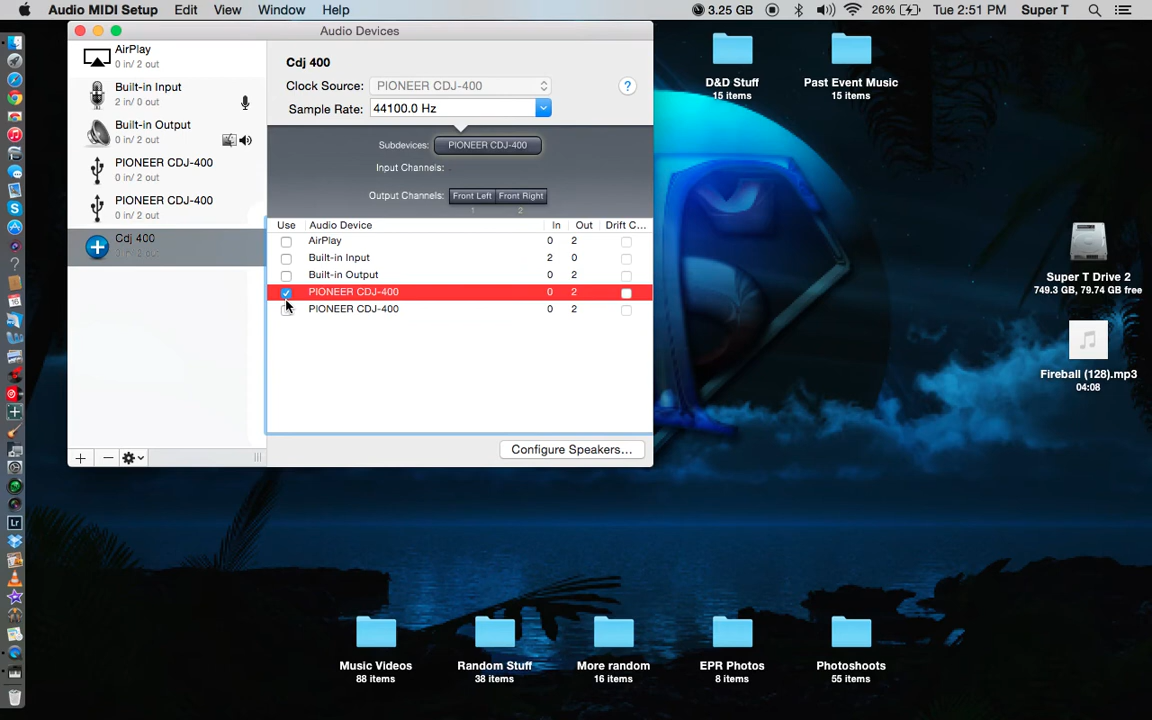 Audio MIDI Setup Edit View Window Help 3.25 GB 26% Tue 2:51 PM Super T
Audio Devices
AirPlay
0 in/ 2 out
Built-in Input
2 in/ 0 out
Built-in Output
0 in/ 2 out
PIONEER CDJ-400
0 in/ 2 out
PIONEER CDJ-400
0 in/ 2 out
Cdj 400
Cdj 400
Clock Source: PIONEER CDJ-400 ?
Sample Rate: 44100.0 Hz
Subdevices: PIONEER CDJ-400
Input Channels: -
Output Channels: Front Left Front Right
1 2
Use Audio Device In Out Drift C...
AirPlay 0 2
Built-in Input 2 0
Built-in Output 0 2
PIONEER CDJ-400 0 2
PIONEER CDJ-400 0 2
Configure Speakers...
D&D Stuff
15 items
Past Event Music
15 items
Super T Drive 2
749.3 GB, 79.74 GB free
Fireball (128).mp3
04:08
Music Videos
88 items
Random Stuff
38 items
More random
16 items
EPR Photos
8 items
Photoshoots
55 items
Lr